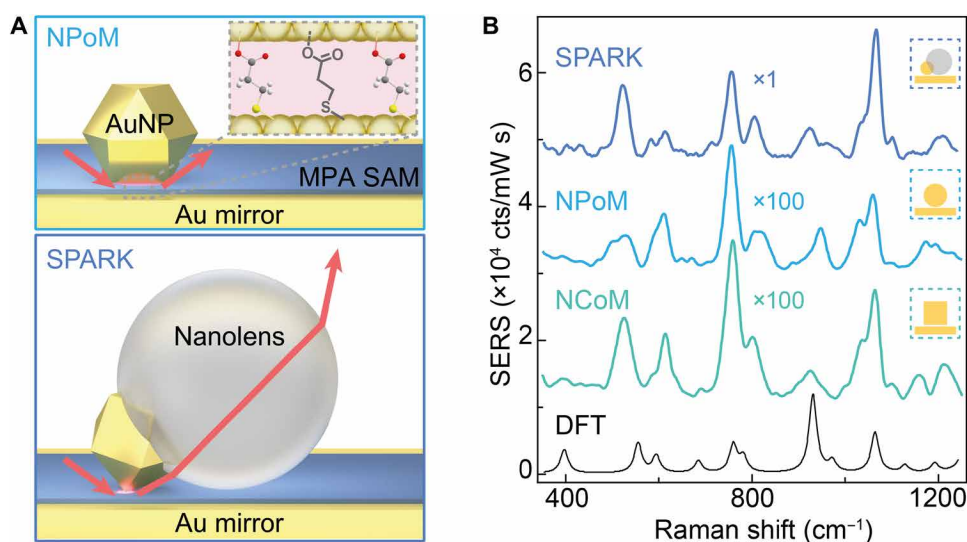 A
NPoM
AuNP
O
O
S
MPA SAM
Au mirror
SPARK
Nanolens
Au mirror
B
SERS (×10⁴ cts/mW s)
6
4
2
0
SPARK
×1
NPoM
×100
NCoM
×100
DFT
400
800
1200
Raman shift (cm⁻¹)